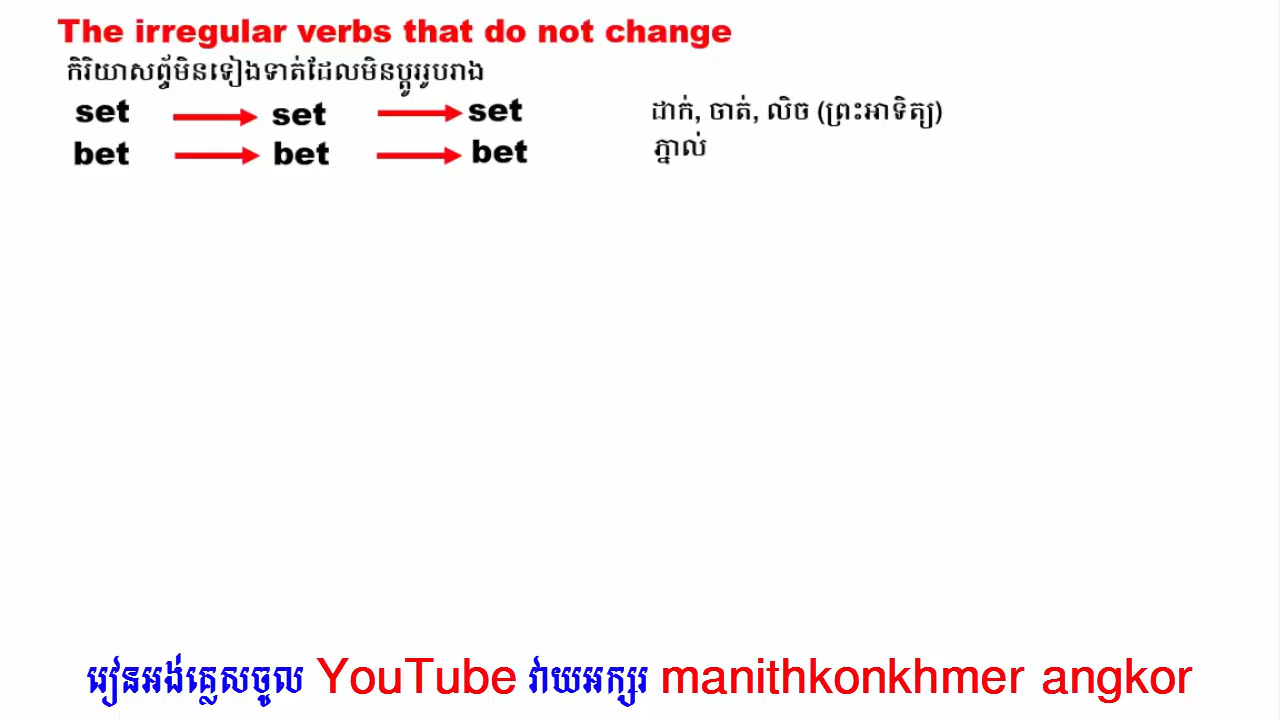 The irregular verbs that do not change
កិរិយាសព្ទ័មិនទៀងទាត់ដែលមិនប្តូររូបរាង
set set set ដាក់, ចាត់, លិច (ព្រះអាទិត្យ)
bet bet bet ភ្នាល់
រៀនអង់គ្លេសចូល YouTube វាយអក្សរ manithkonkhmer angkor